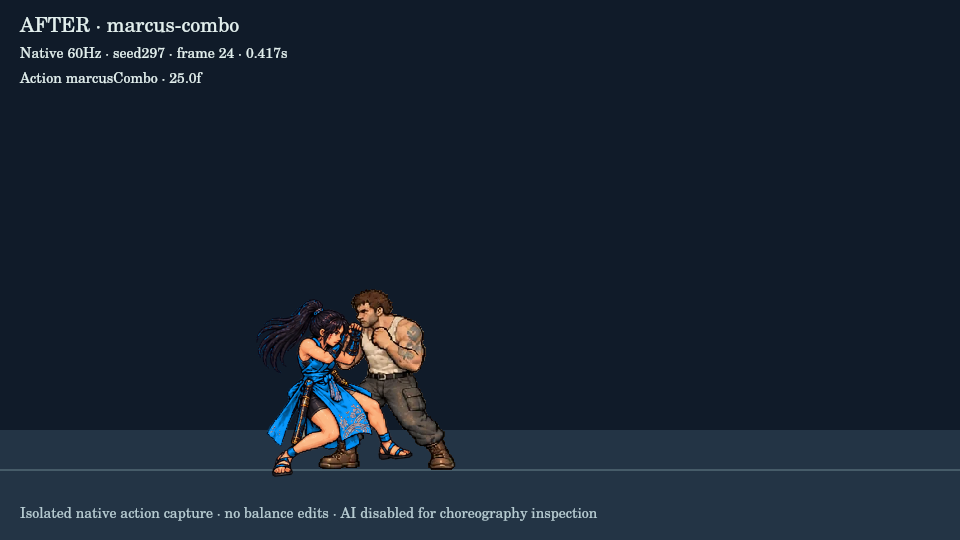 AFTER · marcus-combo
Native 60Hz · seed297 · frame 24 · 0.417s
Action marcusCombo · 25.0f
Isolated native action capture · no balance edits · AI disabled for choreography inspection